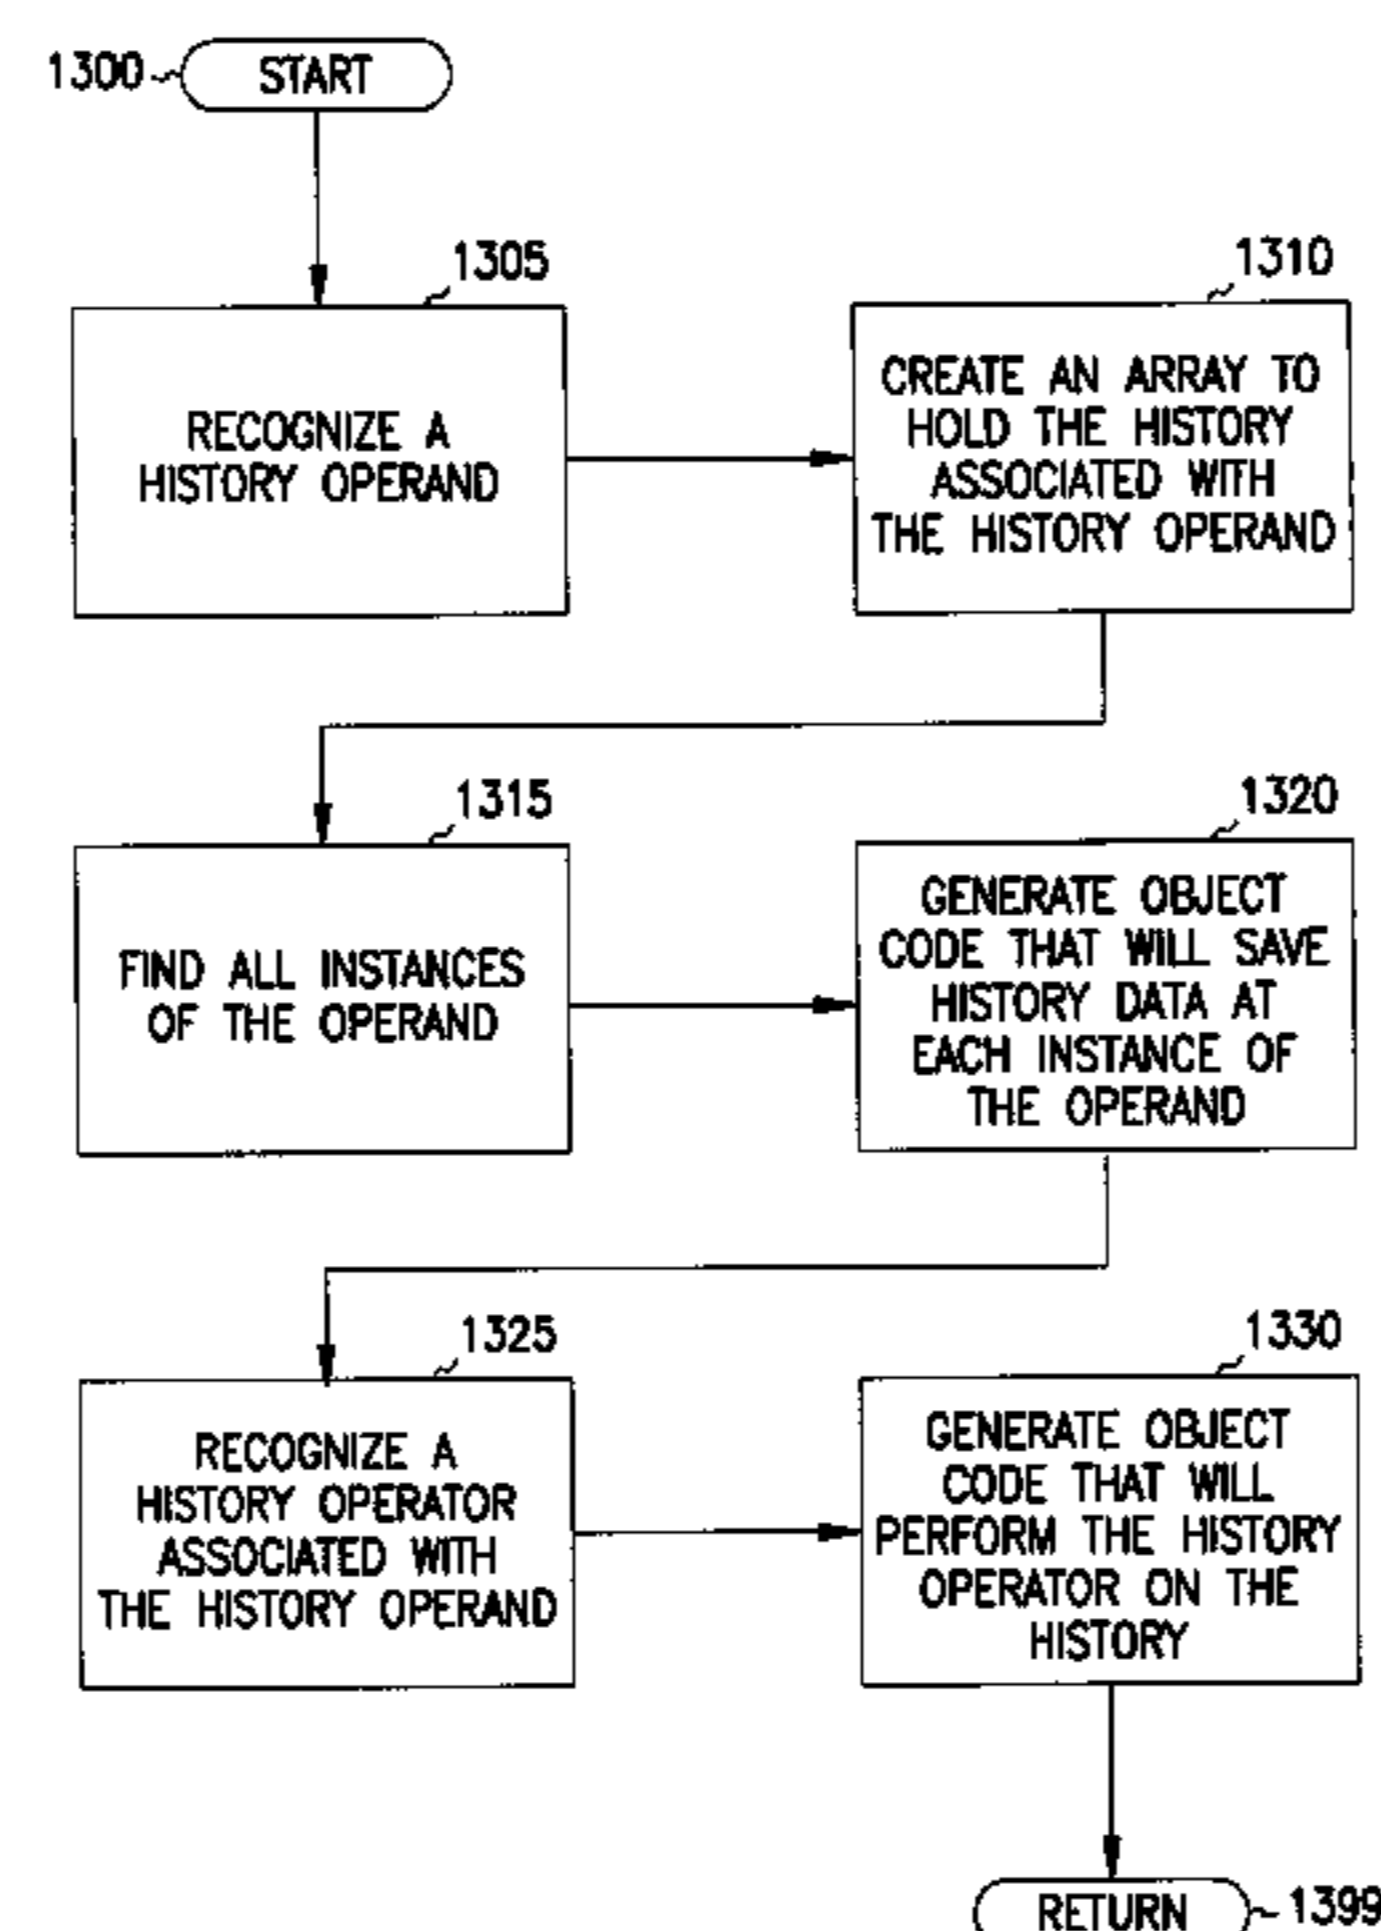 1300
START
1305
RECOGNIZE A
HISTORY OPERAND
1310
CREATE AN ARRAY TO
HOLD THE HISTORY
ASSOCIATED WITH
THE HISTORY OPERAND
1315
FIND ALL INSTANCES
OF THE OPERAND
1320
GENERATE OBJECT
CODE THAT WILL SAVE
HISTORY DATA AT
EACH INSTANCE OF
THE OPERAND
1325
RECOGNIZE A
HISTORY OPERATOR
ASSOCIATED WITH
THE HISTORY OPERAND
1330
GENERATE OBJECT
CODE THAT WILL
PERFORM THE HISTORY
OPERATOR ON THE
HISTORY
RETURN
1399